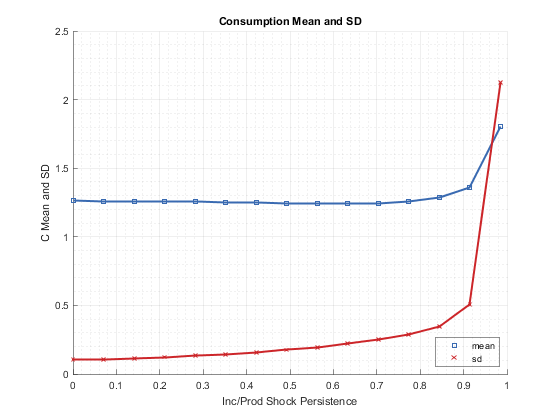 Consumption Mean and SD
2.5
2
1.5
1
0.5
0
C Mean and SD
0 0.1 0.2 0.3 0.4 0.5 0.6 0.7 0.8 0.9 1
Inc/Prod Shock Persistence
mean
sd